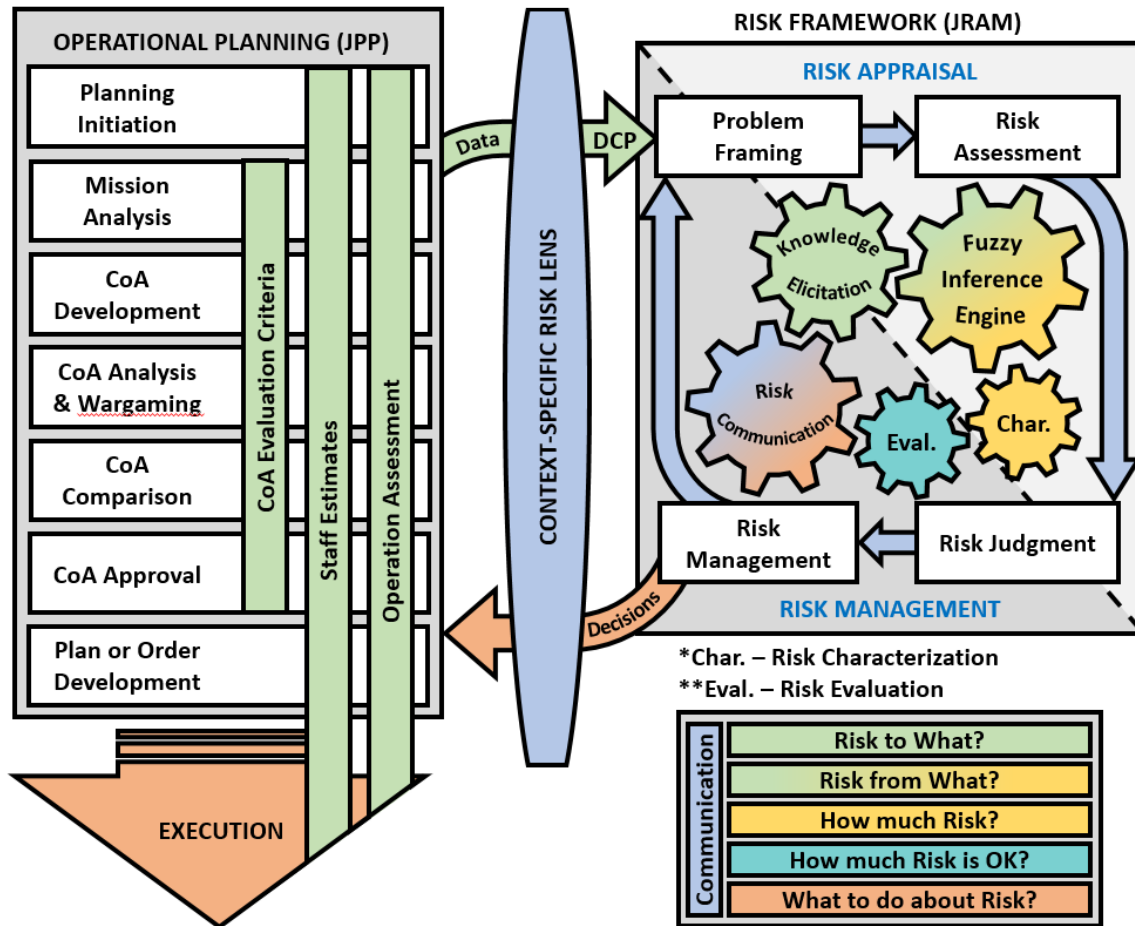 OPERATIONAL PLANNING (JPP)
Planning
Initiation
Mission
Analysis
CoA
Development
CoA Analysis
& Wargaming
CoA
Comparison
CoA Approval
Plan or Order
Development
CoA Evaluation Criteria
Staff Estimates
Operation Assessment
EXECUTION
Data
DCP
CONTEXT-SPECIFIC RISK LENS
Decisions
RISK FRAMEWORK (JRAM)
RISK APPRAISAL
Problem
Framing
Risk
Assessment
Knowledge
Elicitation
Fuzzy
Inference
Engine
Risk
Communication
Eval.
Char.
Risk
Management
Risk Judgment
RISK MANAGEMENT
*Char. – Risk Characterization
**Eval. – Risk Evaluation
Communication
Risk to What?
Risk from What?
How much Risk?
How much Risk is OK?
What to do about Risk?